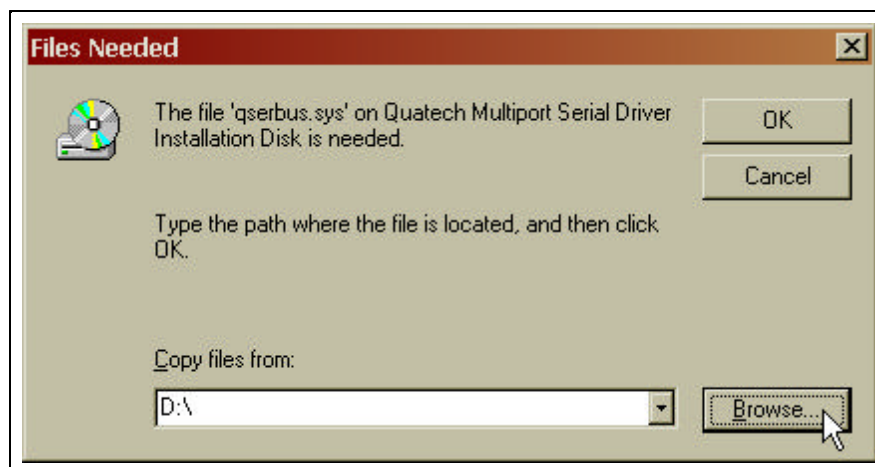 Files Needed
The file 'qserbus.sys' on Quatech Multiport Serial Driver
Installation Disk is needed.
OK
Cancel
Type the path where the file is located, and then click
OK.
Copy files from:
D:\
Browse...